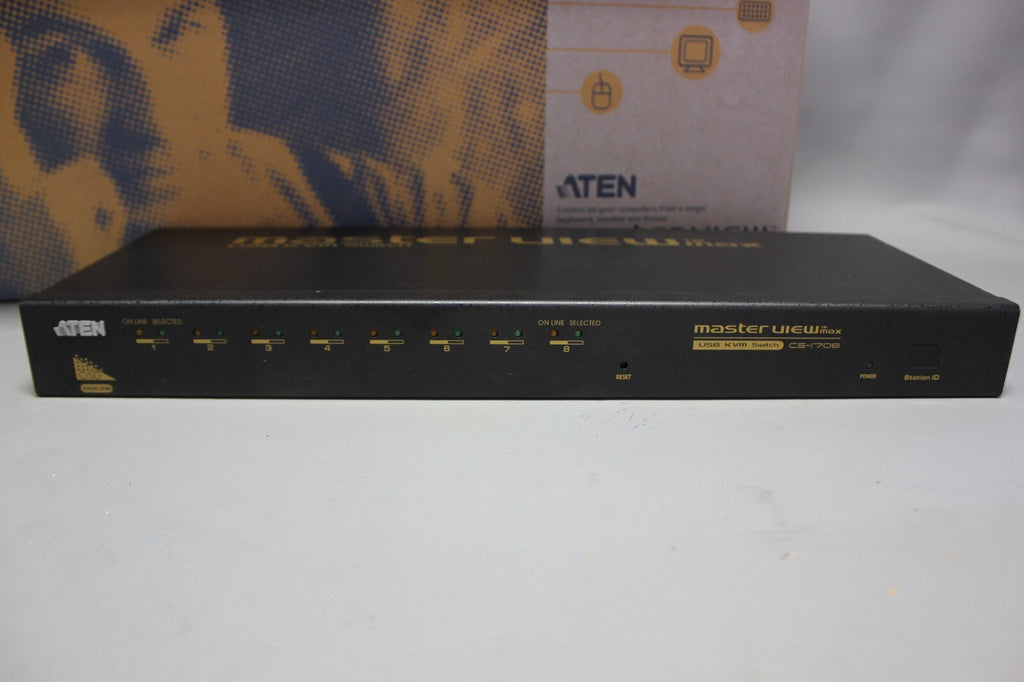 ATEN
Control all your computers from a single
keyboard, monitor and mouse
master view max
ATEN
ON LINE SELECTED
ON LINE SELECTED
1 2 3 4 5 6 7 8
OSD
RESET
master view™ max
USB KVM Switch CS-1708
POWER
Station ID